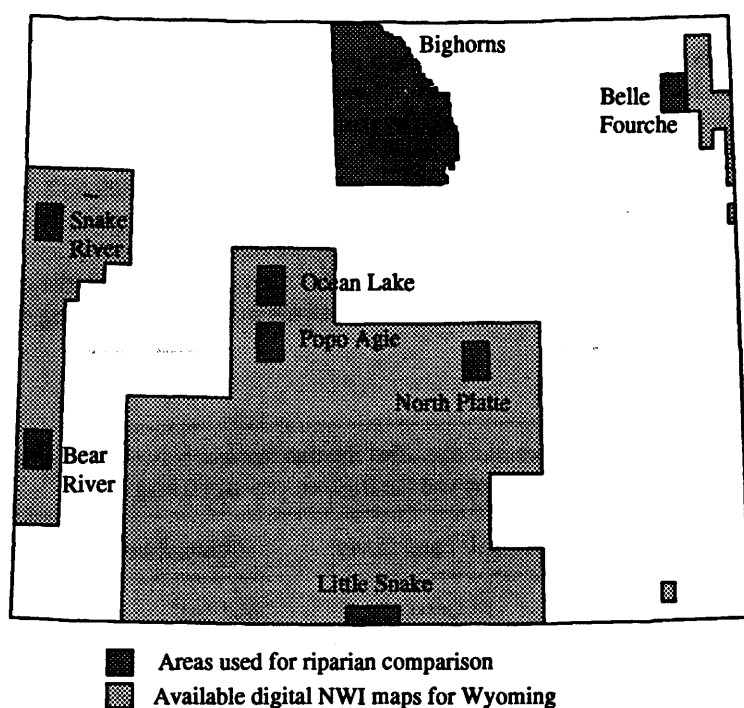 Bighorns
Belle
Fourche
Snake
River
Ocean Lake
Popo Agie
North Platte
Bear
River
Little Snake
Areas used for riparian comparison
Available digital NWI maps for Wyoming